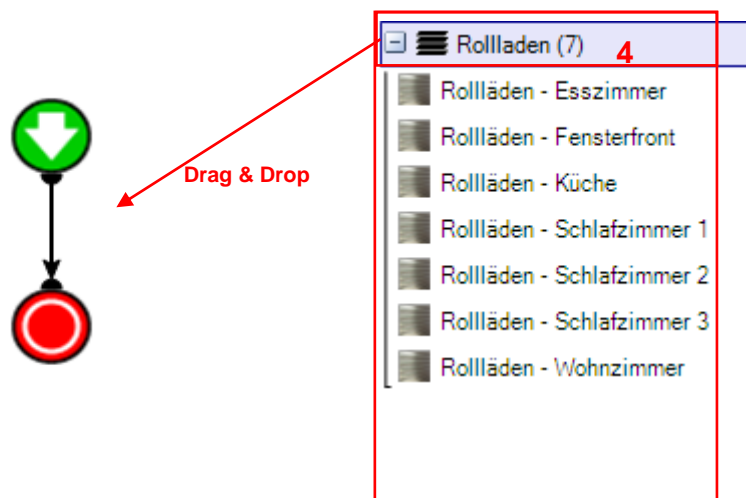 Rollladen (7)
4
Rollläden - Esszimmer
Rollläden - Fensterfront
Rollläden - Küche
Drag & Drop
Rollläden - Schlafzimmer 1
Rollläden - Schlafzimmer 2
Rollläden - Schlafzimmer 3
Rollläden - Wohnzimmer